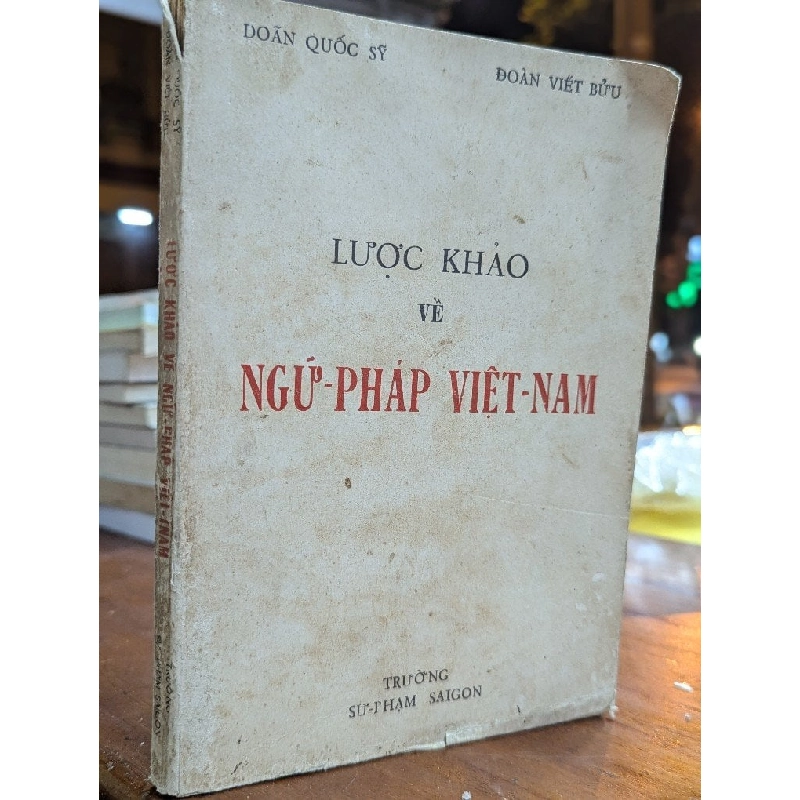 DOÃN QUỐC SỸ
ĐOÀN VIẾT BỬU
LƯỢC KHẢO
VỀ
NGỮ-PHÁP VIỆT-NAM
TRƯỜNG
SƯ-PHẠM SAIGON
LƯỢC KHẢO VỀ NGỮ-PHÁP VIỆT-NAM